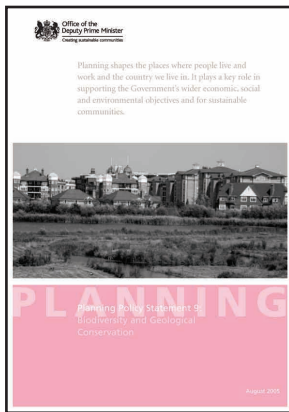 Office of the
Deputy Prime Minister
Creating sustainable communities
Planning shapes the places where people live and
work and the country we live in. It plays a key role in
supporting the Government's wider economic, social
and environmental objectives and for sustainable
communities.
PLANNING
Planning Policy Statement 9:
Biodiversity and Geological
Conservation
August 2005